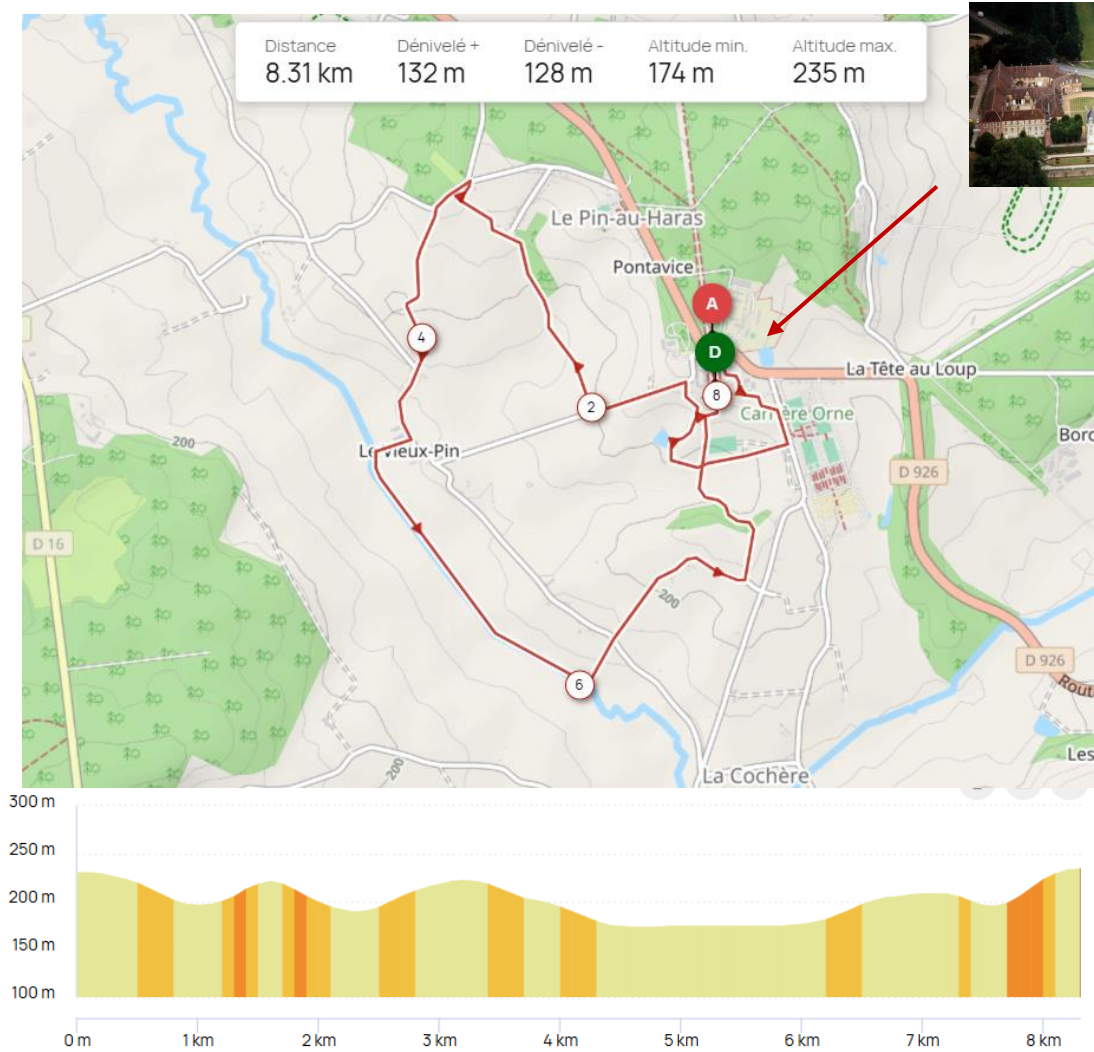 Distance
8.31 km
Dénivelé +
132 m
Dénivelé -
128 m
Altitude min.
174 m
Altitude max.
235 m
Le Pin-au-Haras
Pontavice
A
D
La Tête au Loup
4
2
8
Carrière Orne
200
Le Vieux-Pin
Bord
D 926
D 16
200
6
D 926
Rout
200
La Cochère
Les
300 m
250 m
200 m
150 m
100 m
0 m
1 km
2 km
3 km
4 km
5 km
6 km
7 km
8 km